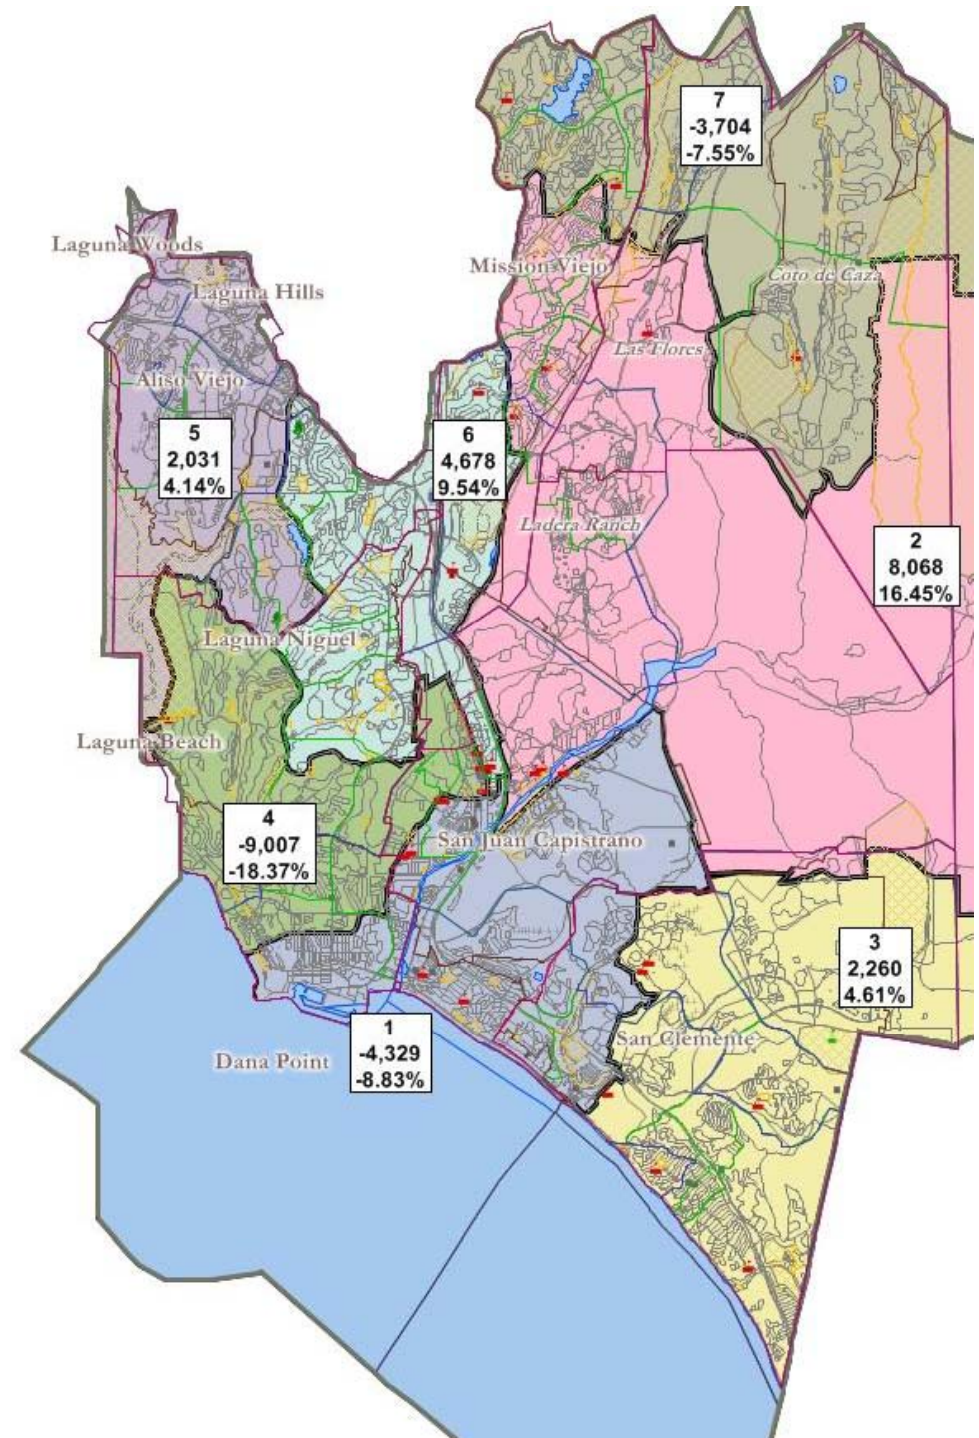 7
-3,704
-7.55%
Laguna Woods
Mission Viejo
Coto de Caza
Laguna Hills
Las Flores
Aliso Viejo
5
2,031
4.14%
6
4,678
9.54%
Ladera Ranch
2
8,068
16.45%
Laguna Niguel
Laguna Beach
4
-9,007
-18.37%
San Juan Capistrano
3
2,260
4.61%
1
-4,329
-8.83%
San Clemente
Dana Point